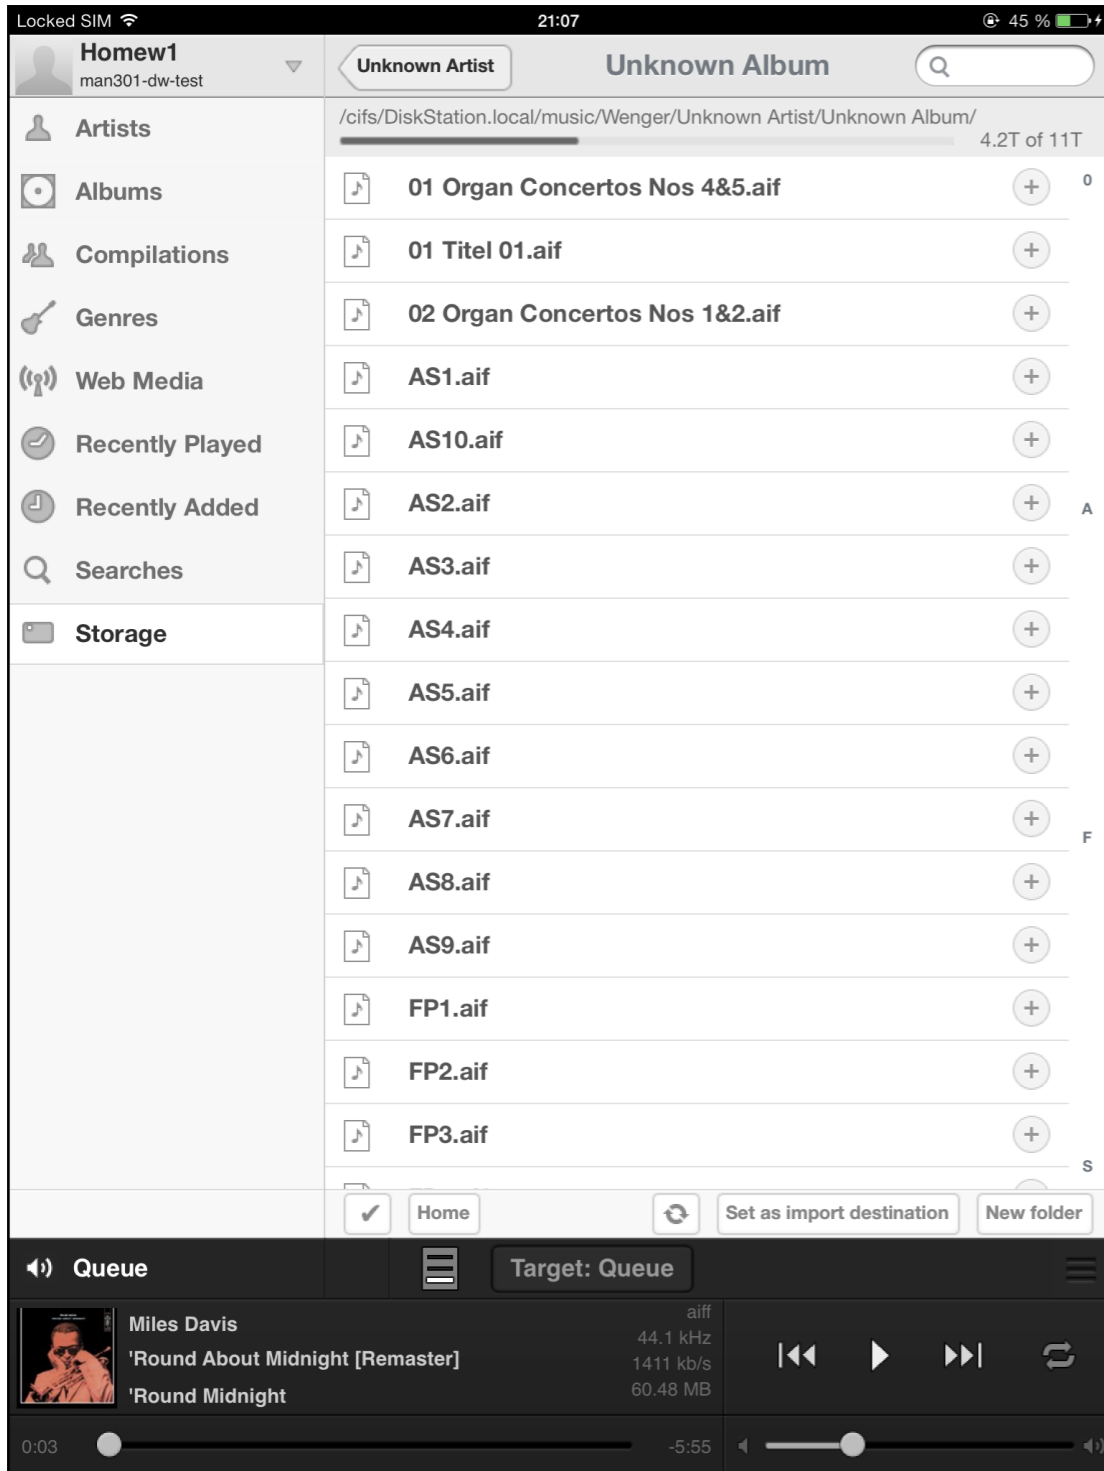 Locked SIM
21:07
45 %
Homew1
man301-dw-test
Unknown Artist
Unknown Album
Artists
Albums
Compilations
Genres
Web Media
Recently Played
Recently Added
Searches
Storage
/cifs/DiskStation.local/music/Wenger/Unknown Artist/Unknown Album/
4.2T of 11T
01 Organ Concertos Nos 4&5.aif
01 Titel 01.aif
02 Organ Concertos Nos 1&2.aif
AS1.aif
AS10.aif
AS2.aif
AS3.aif
AS4.aif
AS5.aif
AS6.aif
AS7.aif
AS8.aif
AS9.aif
FP1.aif
FP2.aif
FP3.aif
0
A
F
S
Home
Set as import destination
New folder
Queue
Target: Queue
Miles Davis
'Round About Midnight [Remaster]
'Round Midnight
aiff
44.1 kHz
1411 kb/s
60.48 MB
0:03
-5:55